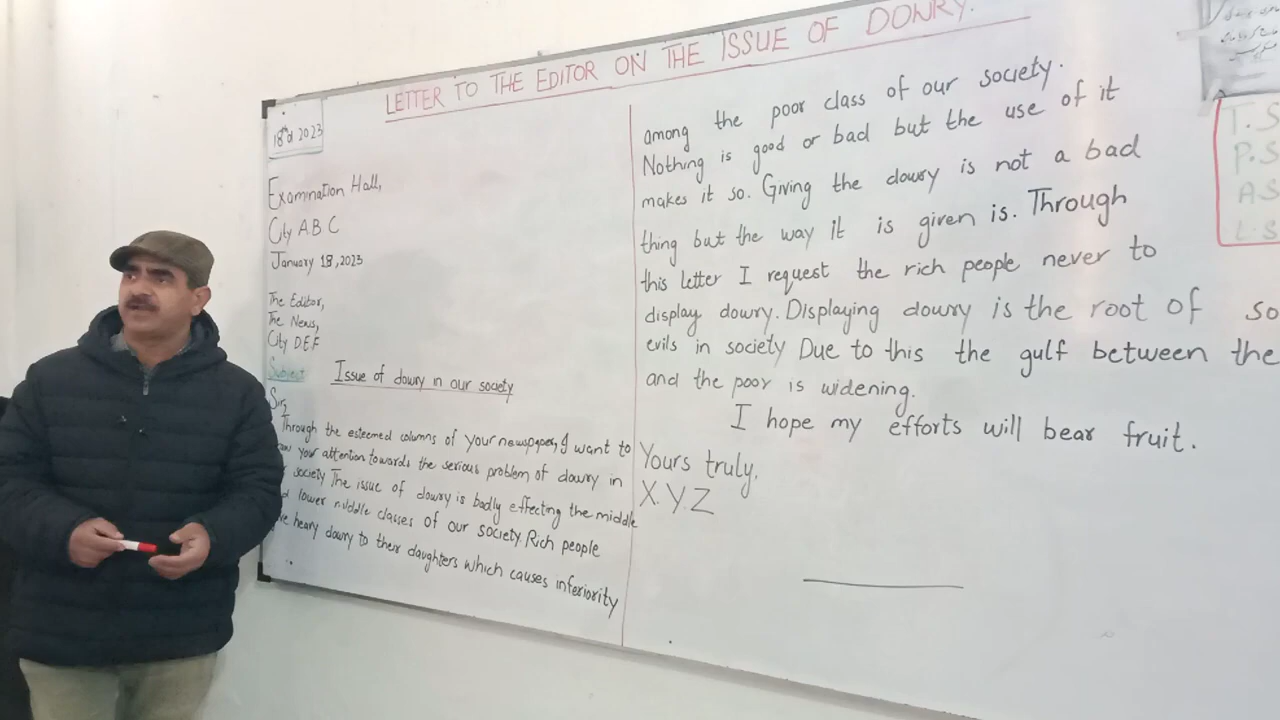 LETTER TO THE EDITOR ON THE ISSUE OF DOWRY.
18th 01 2023
Examination Hall,
City A B C
January 18, 2023
The Editor,
The News,
City D E F
Subject
Issue of dowry in our society
Sir,
Through the esteemed columns of your newspaper, I want to
your attention towards the serious problem of dowry in
society The issue of dowry is badly effecting the middle
lower middle classes of our society. Rich people
heavy dowry to their daughters which causes inferiority
among the poor class of our society.
Nothing is good or bad but the use of it
makes it so. Giving the dowry is not a bad
thing but the way it is given is. Through
this letter I request the rich people never to
display dowry. Displaying dowry is the root of so
evils in society Due to this the gulf between the
and the poor is widening.
I hope my efforts will bear fruit.
Yours truly,
X.Y.Z
T.S
P.S
A.S
L.S